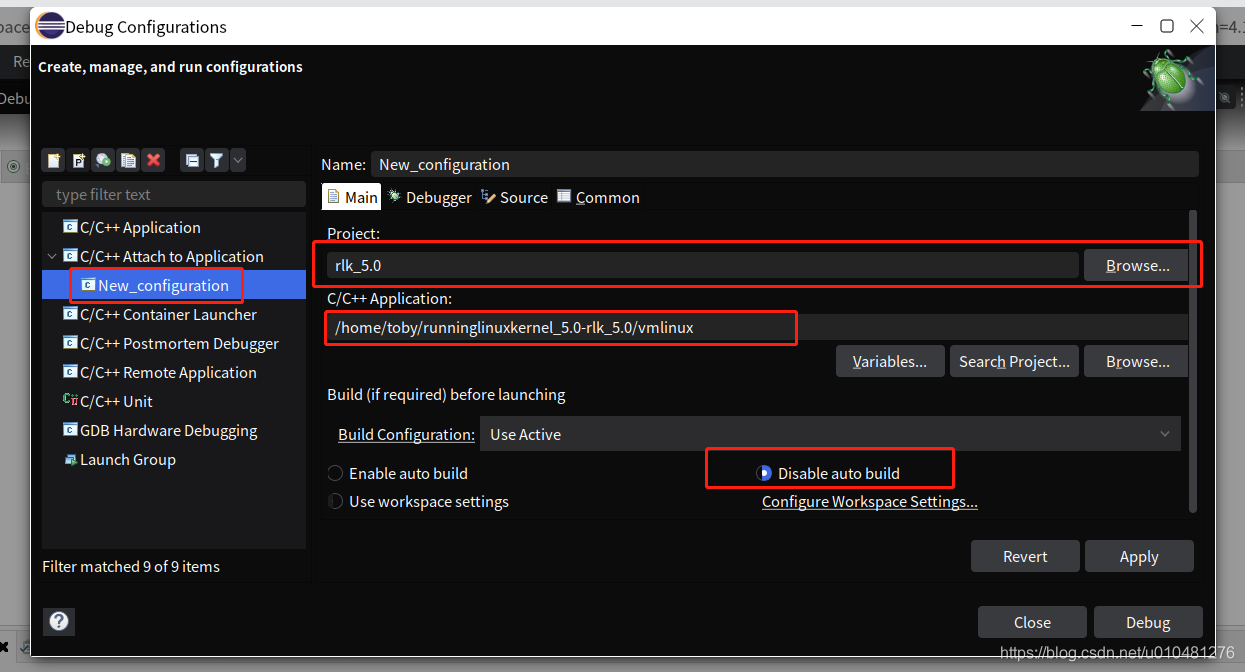 pace
Debug Configurations
n=4.
Re
Create, manage, and run configurations
Debu
Name: New_configuration
type filter text
Main Debugger Source Common
C/C++ Application
C/C++ Attach to Application
New_configuration
C/C++ Container Launcher
C/C++ Postmortem Debugger
C/C++ Remote Application
C/C++ Unit
GDB Hardware Debugging
Launch Group
Filter matched 9 of 9 items
Project:
rlk_5.0 Browse...
C/C++ Application:
/home/toby/runninglinuxkernel_5.0-rlk_5.0/vmlinux
Variables... Search Project... Browse...
Build (if required) before launching
Build Configuration: Use Active
Enable auto build Disable auto build
Use workspace settings Configure Workspace Settings...
Revert Apply
Close Debug
https://blog.csdn.net/u010481276